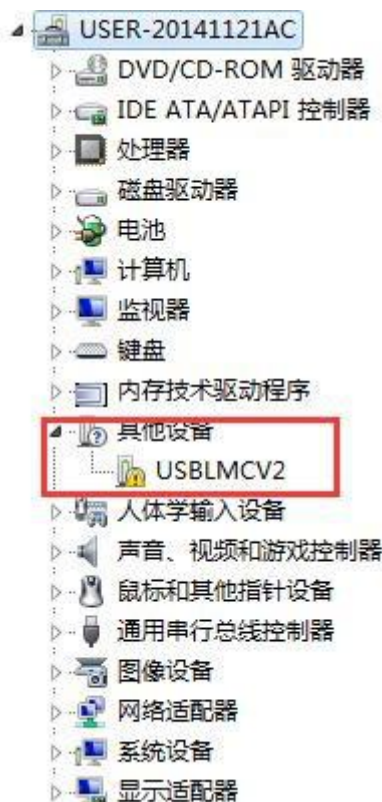 USER-20141121AC
DVD/CD-ROM 驱动器
IDE ATA/ATAPI 控制器
处理器
磁盘驱动器
电池
计算机
监视器
键盘
内存技术驱动程序
其他设备
USBLMCV2
人体学输入设备
声音、视频和游戏控制器
鼠标和其他指针设备
通用串行总线控制器
图像设备
网络适配器
系统设备
显示适配器